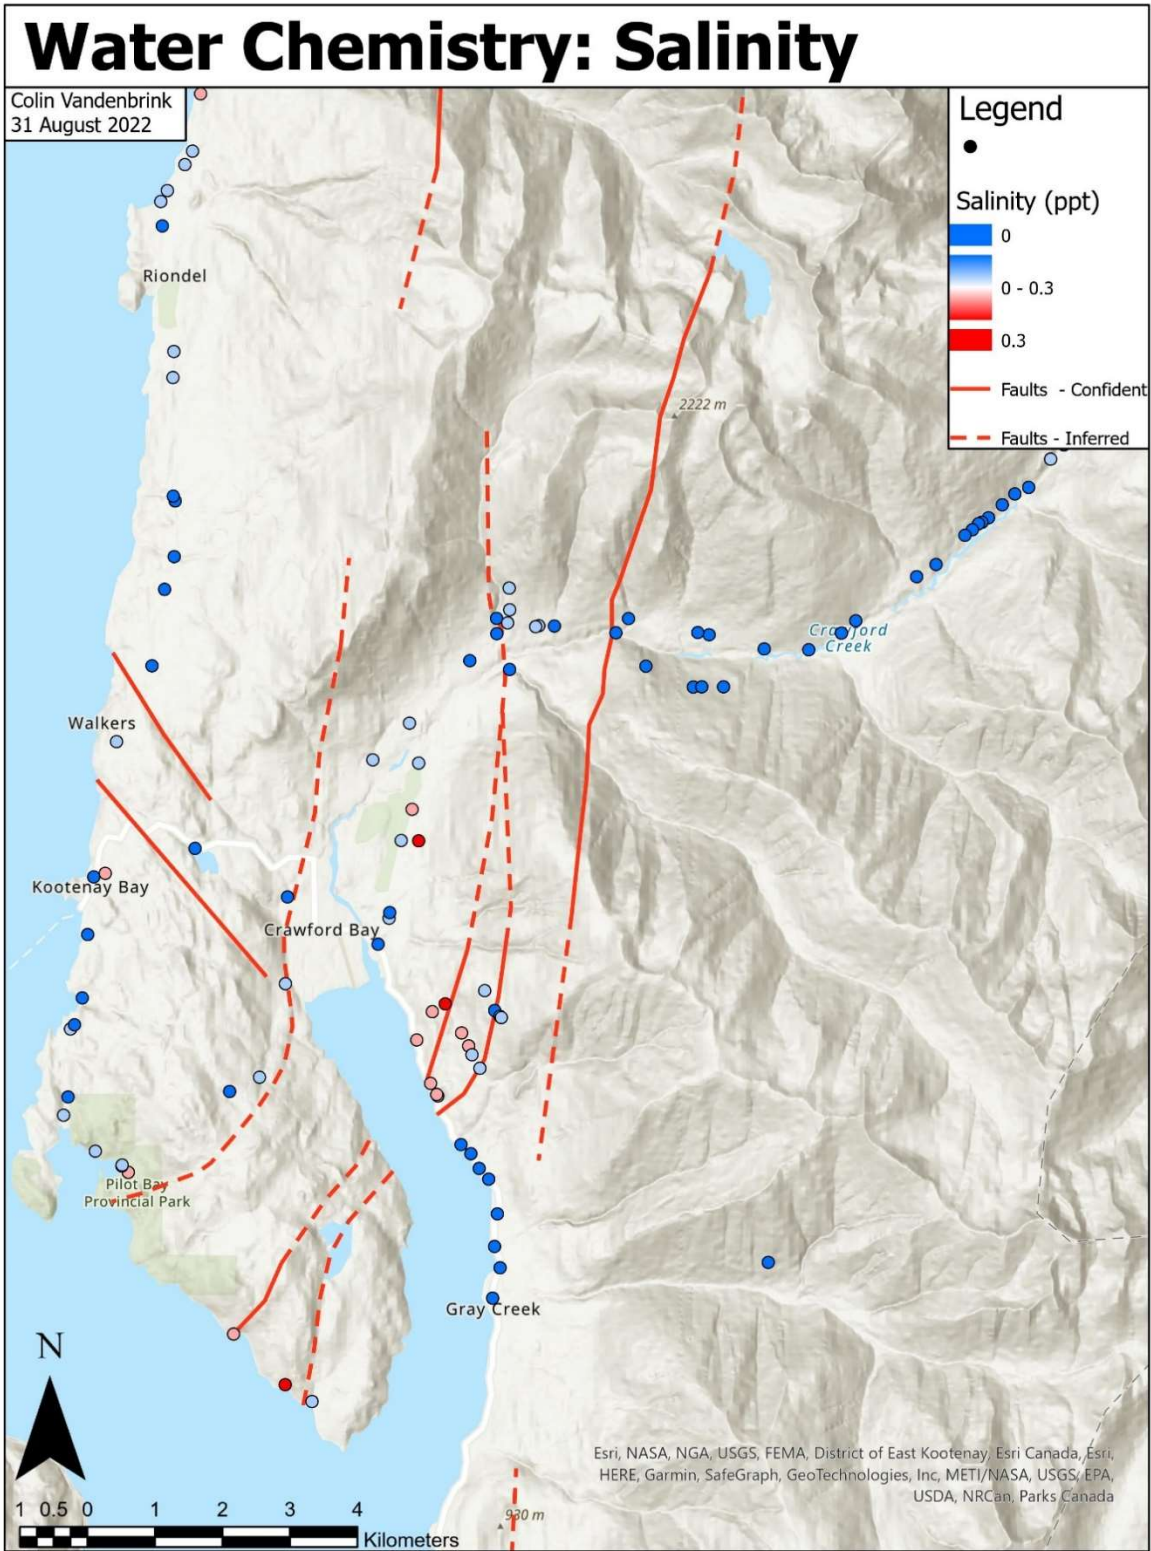 Water Chemistry: Salinity
Colin Vandenbrink
31 August 2022
Legend
Salinity (ppt)
0
0 - 0.3
0.3
Faults - Confident
Faults - Inferred
Riondel
2222 m
Crawford
Creek
Walkers
Kootenay Bay
Crawford Bay
Pilot Bay
Provincial Park
Gray Creek
N
Esri, NASA, NGA, USGS, FEMA, District of East Kootenay, Esri Canada, Esri,
HERE, Garmin, SafeGraph, GeoTechnologies, Inc, METI/NASA, USGS, EPA,
USDA, NRCan, Parks Canada
930 m
1 0.5 0 1 2 3 4
Kilometers